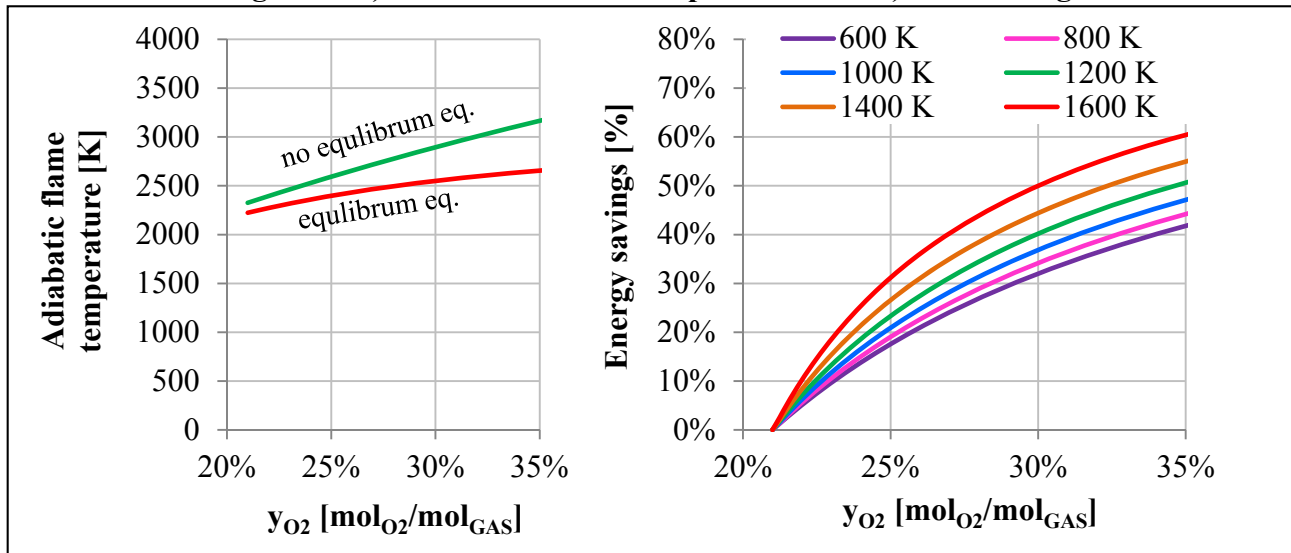 4000
3500
3000
2500
2000
1500
1000
500
0
Adiabatic flame
temperature [K]
no equlibrum eq.
equlibrum eq.
20% 25% 30% 35%
yO2 [molO2/molGAS]
80%
70%
60%
50%
40%
30%
20%
10%
0%
Energy savings [%]
600 K 800 K
1000 K 1200 K
1400 K 1600 K
20% 25% 30% 35%
yO2 [molO2/molGAS]